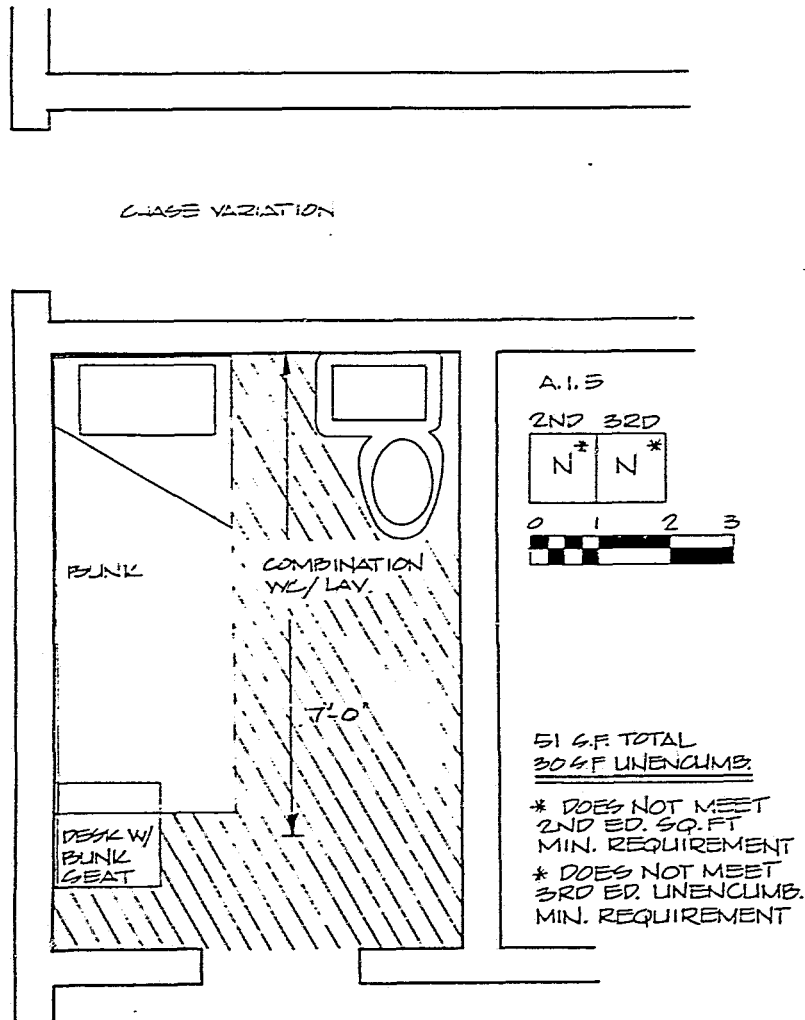 CHASE VARIATION
A.1.5
2ND 3RD
N* N*
0 1 2 3
BUNK
COMBINATION
WC/LAV.
7'-0"
DESK W/
BUNK
SEAT
51 S.F. TOTAL
30 S.F. UNENCUMB.
* DOES NOT MEET
2ND ED. SQ. FT
MIN. REQUIREMENT
* DOES NOT MEET
3RD ED. UNENCUMB.
MIN. REQUIREMENT